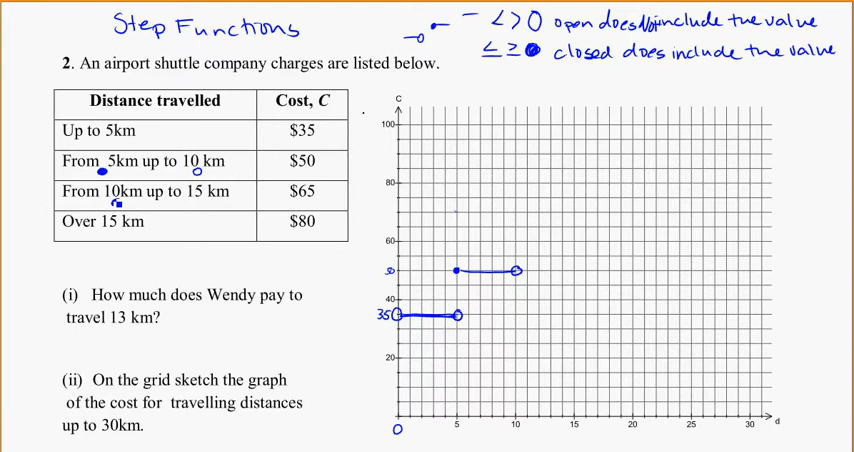 Step Functions
< > O open does not include the value
≤ ≥ ● closed does include the value
2. An airport shuttle company charges are listed below.
Distance travelled Cost, C
Up to 5km $35
From 5km up to 10 km $50
From 10km up to 15 km $65
Over 15 km $80
(i) How much does Wendy pay to
travel 13 km?
(ii) On the grid sketch the graph
of the cost for travelling distances
up to 30km.
C
100
80
60
50
40
35
20
0
5 10 15 20 25 30 d